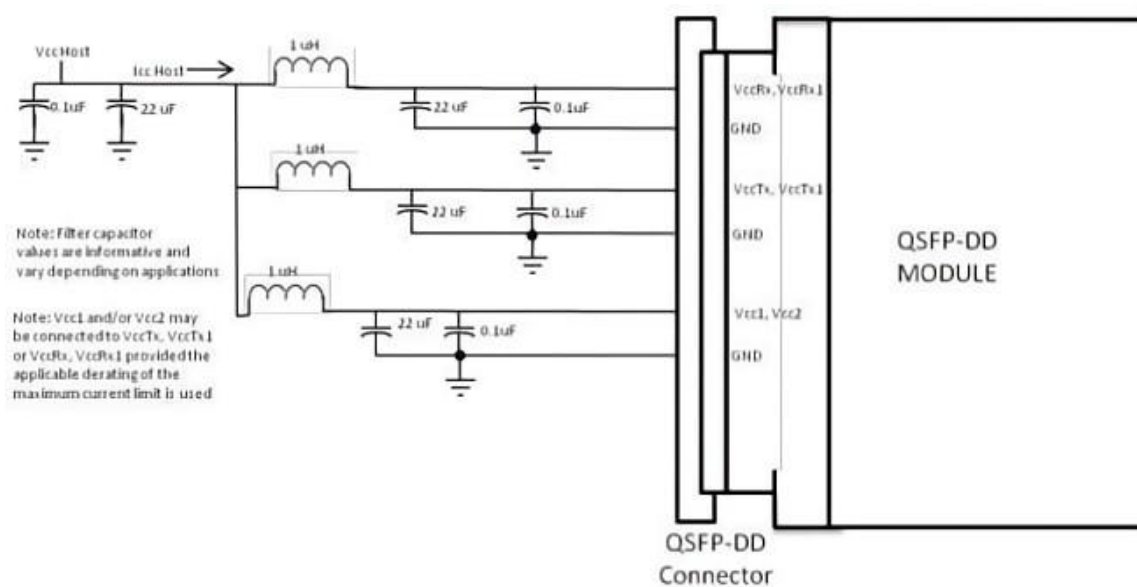 Vcc Host
Icc Host
0.1uF
22 uF
1 uH
22 uF
0.1uF
VccRx, VccRx1
GND
1 uH
22 uF
0.1uF
VccTx, VccTx1
GND
1 uH
22 uF
0.1uF
Vcc1, Vcc2
GND
Note: Filter capacitor
values are informative and
vary depending on applications
Note: Vcc1 and/or Vcc2 may
be connected to VccTx, VccTx1
or VccRx, VccRx1 provided the
applicable derating of the
maximum current limit is used
QSFP-DD
MODULE
QSFP-DD
Connector